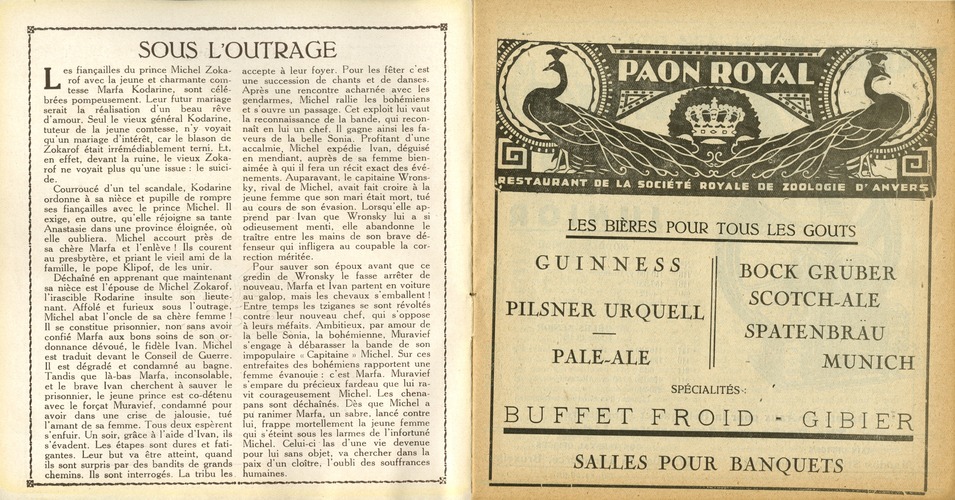 SOUS L'OUTRAGE
Les fiançailles du prince Michel Zoka-
rof avec la jeune et charmante com-
tesse Marfa Kodarine, sont célé-
brées pompeusement. Leur futur mariage
serait la réalisation d'un beau rêve
d'amour. Seul le vieux général Kodarine,
tuteur de la jeune comtesse, n'y voyait
qu'un mariage d'intérêt, car le blason de
Zokarof était irrémédiablement terni. Et,
en effet, devant la ruine, le vieux Zoka-
rof ne voyait plus qu'une issue : le suici-
de.
Courroucé d'un tel scandale, Kodarine
ordonne à sa nièce et pupille de rompre
ses fiançailles avec le prince Michel. Il
exige, en outre, qu'elle réjoigne sa tante
Anastasie dans une province éloignée, où
elle oubliera. Michel accourt près de
sa chère Marfa et l'enlève ! Ils courent
au presbytère, et priant le vieil ami de la
famille, le pope Klipof, de les unir.
Déchaîné en apprenant que maintenant
sa nièce est l'épouse de Michel Zokarof,
l'irascible Rodarine insulte son lieute-
nant. Affolé et furieux sous l'outrage,
Michel abat l'oncle de sa chère femme !
Il se constitue prisonnier, non sans avoir
confié Marfa aux bons soins de son or-
donnance dévoué, le fidèle Ivan. Michel
est traduit devant le Conseil de Guerre.
Il est dégradé et condamné au bagne.
Tandis que là-bas Marfa, inconsolable,
et le brave Ivan cherchent à sauver le
prisonnier, le jeune prince est co-détenu
avec le forçat Muravief, condamné pour
avoir dans une crise de jalousie, tué
l'amant de sa femme. Tous deux espèrent
s'enfuir. Un soir, grâce à l'aide d'Ivan, ils
s'évadent. Les étapes sont dures et fati-
gantes. Leur but va être atteint, quand
ils sont surpris par des bandits de grands
chemins. Ils sont interrogés. La tribu les
accepte à leur foyer. Pour les fêter c'est
une succession de chants et de danses.
Après une rencontre acharnée avec les
gendarmes, Michel rallie les bohémiens
et s'ouvre un passage. Cet exploit lui vaut
la reconnaissance de la bande, qui recon-
naît en lui un chef. Il gagne ainsi les fa-
veurs de la belle Sonia. Profitant d'une
accalmie, Michel expédie Ivan, déguisé
en mendiant, auprès de sa femme bien-
aimée à qui il fera un récit exact des évé-
nements. Auparavant, le capitaine Wrons-
ky, rival de Michel, avait fait croire à la
jeune femme que son mari était mort, tué
au cours de son évasion. Lorsqu'elle ap-
prend par Ivan que Wronsky lui a si
odieusement menti, elle abandonne le
traître entre les mains de son brave dé-
fenseur qui infligera au coupable la cor-
rection méritée.
Pour sauver son époux avant que ce
gredin de Wronsky le fasse arrêter de
nouveau, Marfa et Ivan partent en voiture
au galop, mais les chevaux s'emballent !
Entre temps les tziganes se sont révoltés
contre leur nouveau chef, qui s'oppose
à leurs méfaits. Ambitieux, par amour de
la belle Sonia, la bohémienne, Muravief
s'engage à débarasser la bande de son
impopulaire « Capitaine » Michel. Sur ces
entrefaites des bohémiens rapportent une
femme évanouie : c'est Marfa. Muravief
s'empare du précieux fardeau que lui ra-
vit courageusement Michel. Les chena-
pans sont déchaînés. Dès que Michel a
pu ranimer Marfa, un sabre, lancé contre
lui, frappe mortellement la jeune femme
qui s'éteint sous les larmes de l'infortuné
Michel. Celui-ci las d'une vie devenue
pour lui sans objet, va chercher dans la
paix d'un cloître, l'oubli des souffrances
humaines.
PAON ROYAL
RESTAURANT DE LA SOCIÉTÉ ROYALE DE ZOOLOGIE D'ANVERS
LES BIÈRES POUR TOUS LES GOUTS
GUINNESS
PILSNER URQUELL
PALE-ALE
BOCK GRÜBER
SCOTCH-ALE
SPATENBRÄU
MUNICH
SPÉCIALITÉS :
BUFFET FROID - GIBIER
SALLES POUR BANQUETS